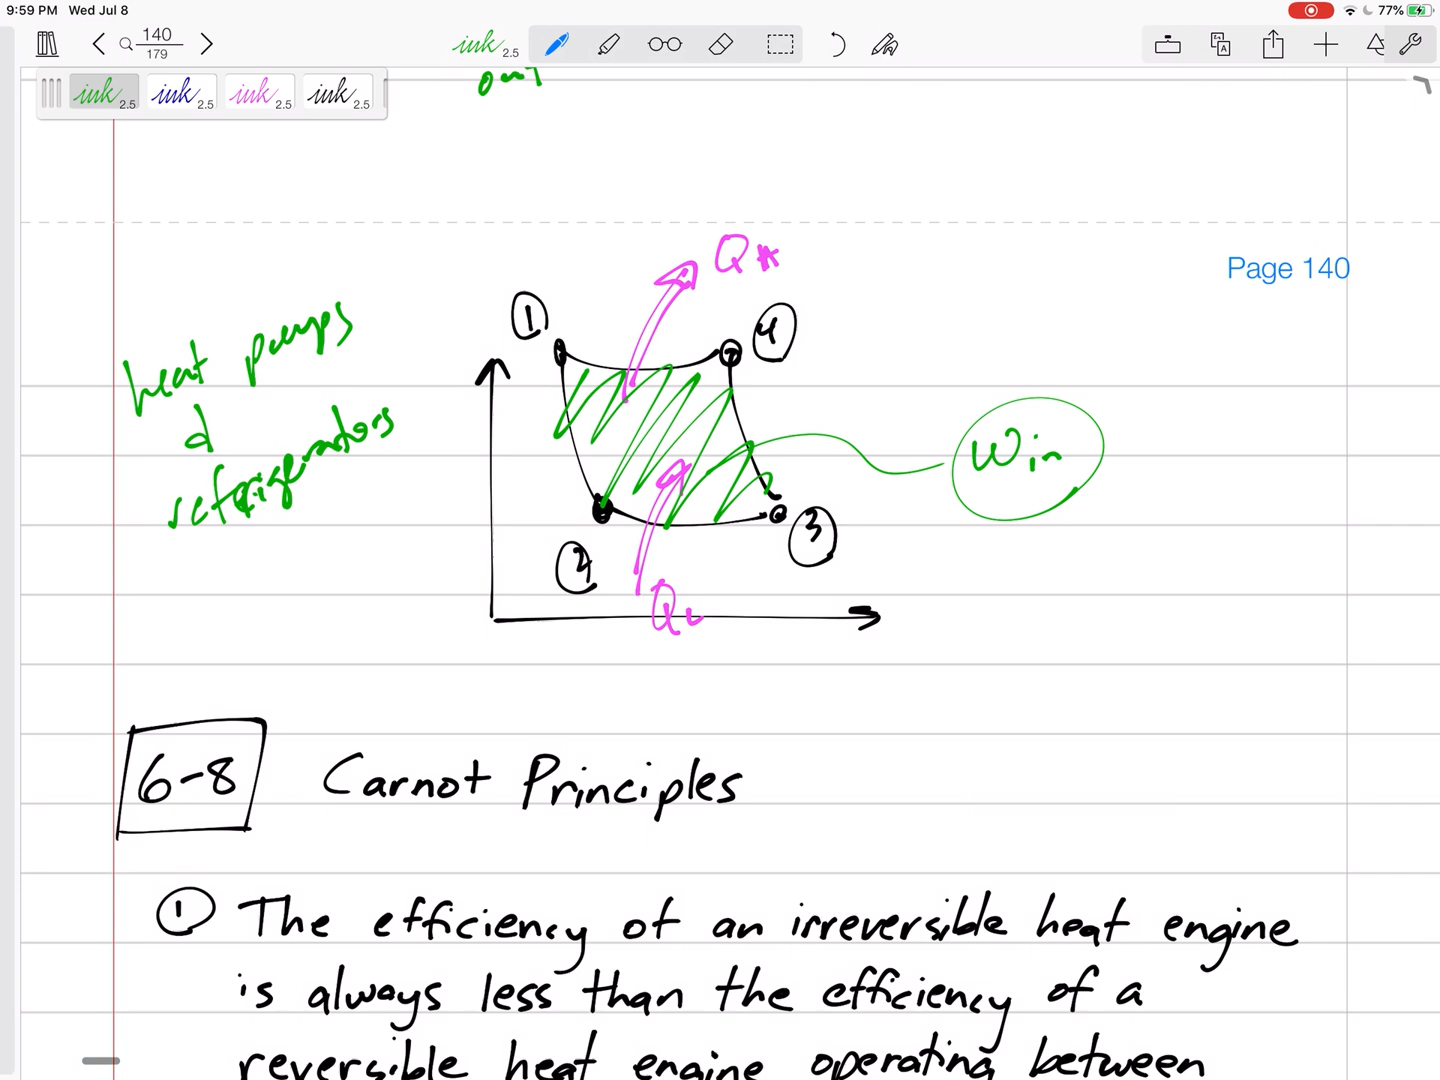 9:59 PM Wed Jul 8
77%
140
179
ink 2.5
ink 2.5
ink 2.5
ink 2.5
ink 2.5
out
Page 140
Q
1
4
heat pumps
&
refrigerators
Win
3
2
QL
6-8 Carnot Principles
1 The efficiency of an irreversible heat engine
is always less than the efficiency of a
reversible heat engine operating between